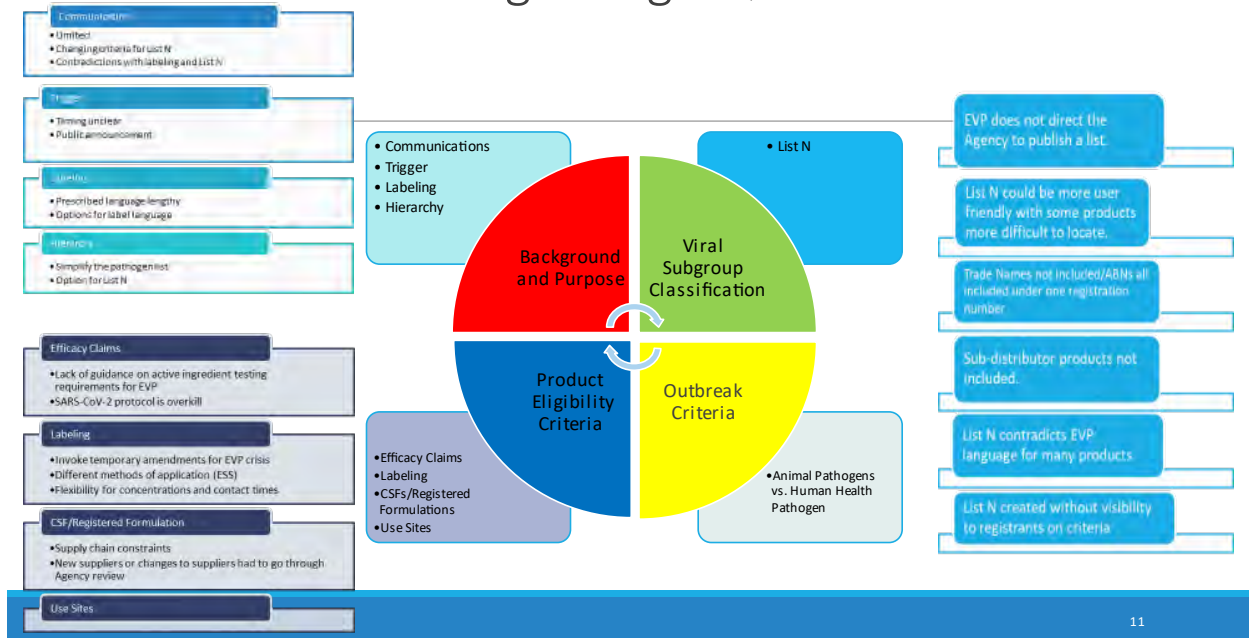 Communication
• Limited
• Changing criteria for List N
• Contradictions with labeling and List N
Trigger
• Timing unclear
• Public announcement
Labeling
• Prescribed language lengthy
• Options for label language
Hierarchy
• Simplify the pathogen list
• Option for List N
Efficacy Claims
•Lack of guidance on active ingredient testing
requirements for EVP
•SARS-CoV-2 protocol is overkill
Labeling
•Invoke temporary amendments for EVP crisis
•Different methods of application (ESS)
•Flexibility for concentrations and contact times
CSF/Registered Formulation
•Supply chain constraints
•New suppliers or changes to suppliers had to go through
Agency review
Use Sites
• Communications
• Trigger
• Labeling
• Hierarchy
• List N
Background
and Purpose
Viral
Subgroup
Classification
Product
Eligibility
Criteria
Outbreak
Criteria
•Efficacy Claims
•Labeling
•CSFs/Registered
Formulations
•Use Sites
•Animal Pathogens
vs. Human Health
Pathogen
EVP does not direct the
Agency to publish a list.
List N could be more user
friendly with some products
more difficult to locate.
Trade Names not included/ABNs all
included under one registration
number
Sub-distributor products not
included.
List N contradicts EVP
language for many products
List N created without visibility
to registrants on criteria
11